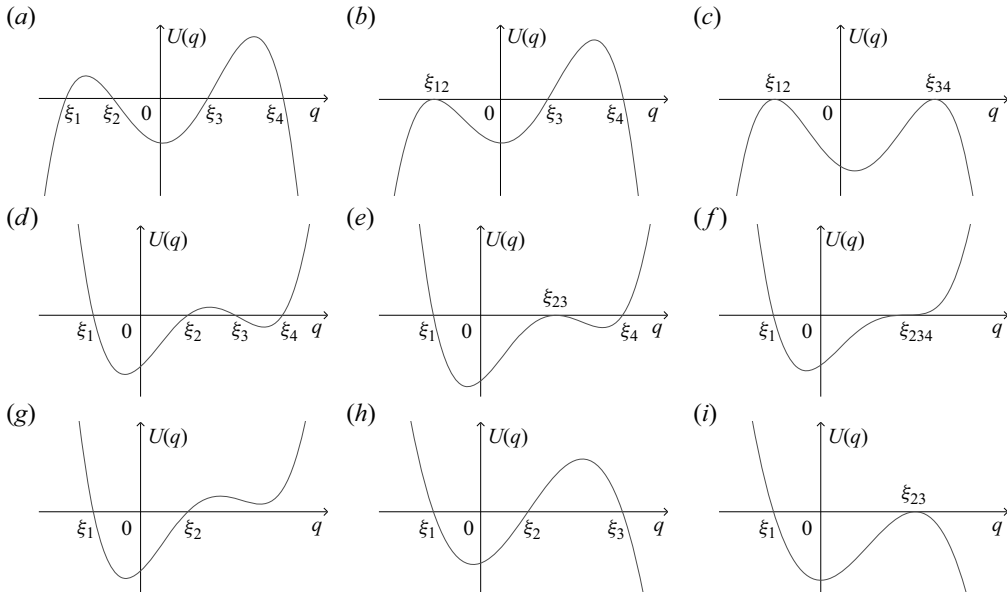 (a) (b) (c)
U(q) U(q) U(q)
ξ12 ξ12 ξ34
ξ1 ξ2 0 ξ3 ξ4 q 0 ξ3 ξ4 q 0 q
(d) (e) (f)
U(q) U(q) U(q)
ξ23
ξ1 0 ξ2 ξ3 ξ4 q ξ1 0 ξ4 q ξ1 0 ξ234 q
(g) (h) (i)
U(q) U(q) U(q)
ξ23
ξ1 0 ξ2 q ξ1 0 ξ2 ξ3 q ξ1 0 q